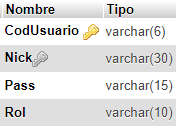 Nombre Tipo
CodUsuario varchar(6)
Nick varchar(30)
Pass varchar(15)
Rol varchar(10)